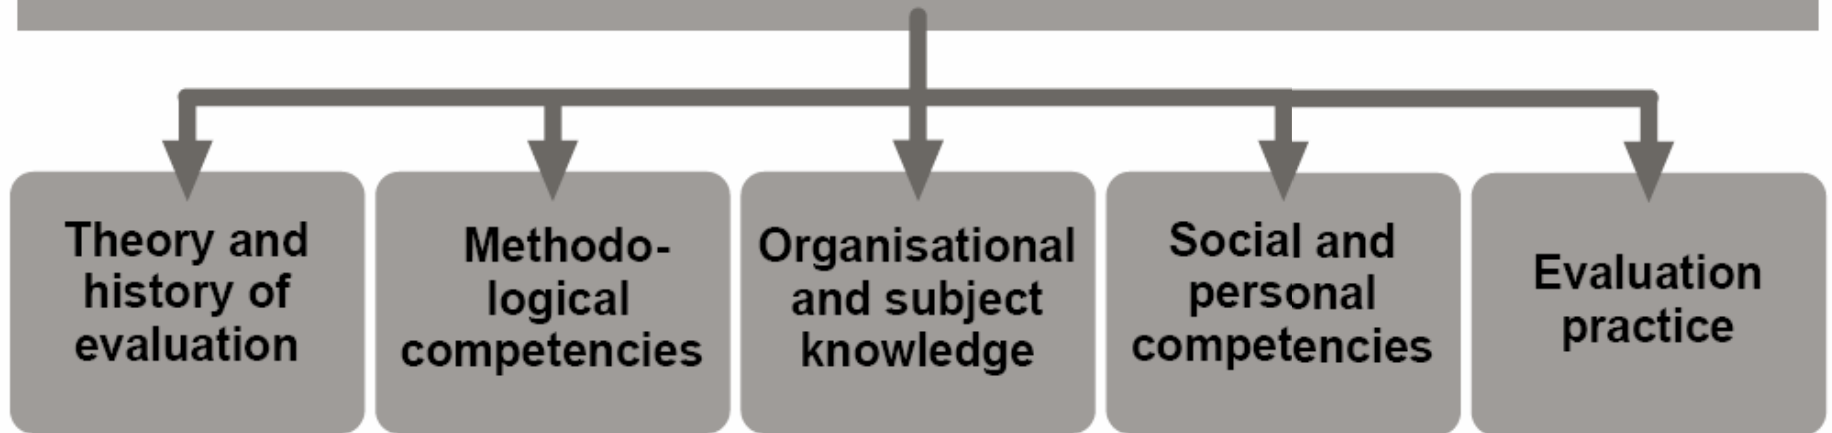 Theory and
history of
evaluation
Methodo-
logical
competencies
Organisational
and subject
knowledge
Social and
personal
competencies
Evaluation
practice